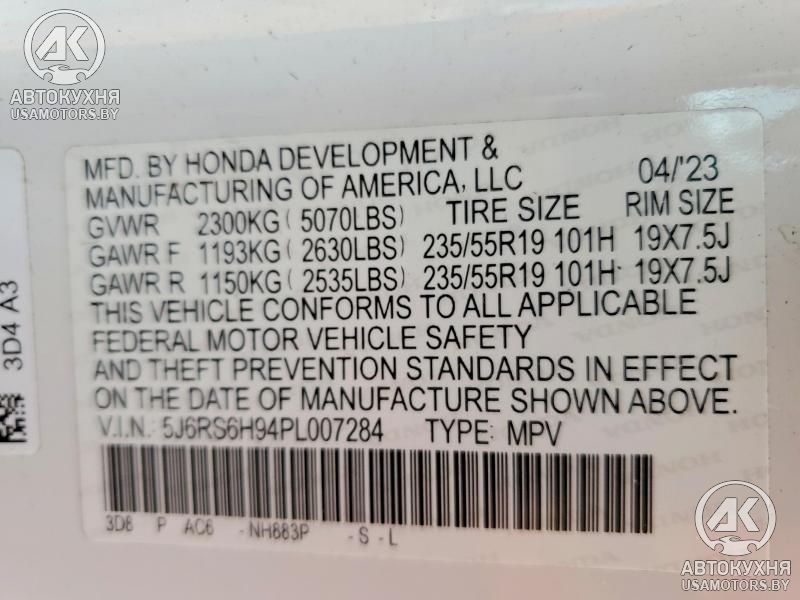 AK
АВТОКУХНЯ
USAMOTORS.BY
3D4 A3
MFD. BY HONDA DEVELOPMENT &
MANUFACTURING OF AMERICA, LLC 04/'23
GVWR 2300KG ( 5070LBS) TIRE SIZE RIM SIZE
GAWR F 1193KG ( 2630LBS) 235/55R19 101H 19X7.5J
GAWR R 1150KG ( 2535LBS) 235/55R19 101H 19X7.5J
THIS VEHICLE CONFORMS TO ALL APPLICABLE
FEDERAL MOTOR VEHICLE SAFETY
AND THEFT PREVENTION STANDARDS IN EFFECT
ON THE DATE OF MANUFACTURE SHOWN ABOVE.
V.I.N.: 5J6RS6H94PL007284 TYPE: MPV
3D8 P AC6 -NH883P -S-L
AK
АВТОКУХНЯ
USAMOTORS.BY